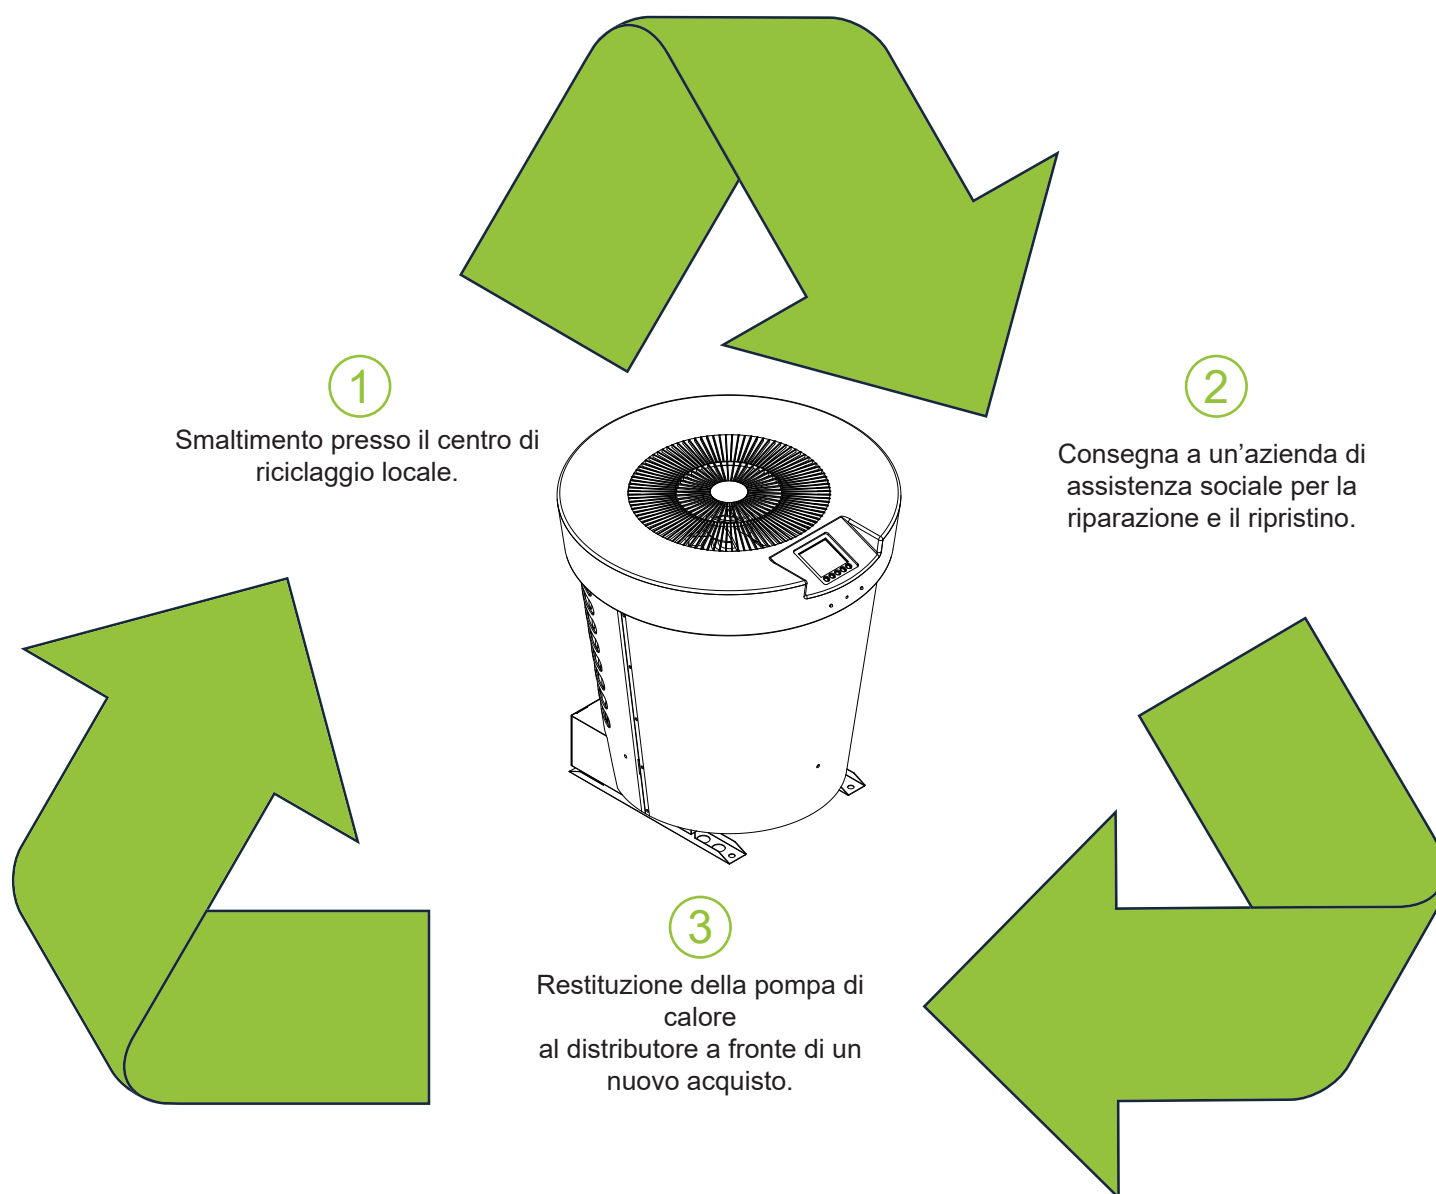 1
Smaltimento presso il centro di
riciclaggio locale.
2
Consegna a un’azienda di
assistenza sociale per la
riparazione e il ripristino.
3
Restituzione della pompa di
calore
al distributore a fronte di un
nuovo acquisto.